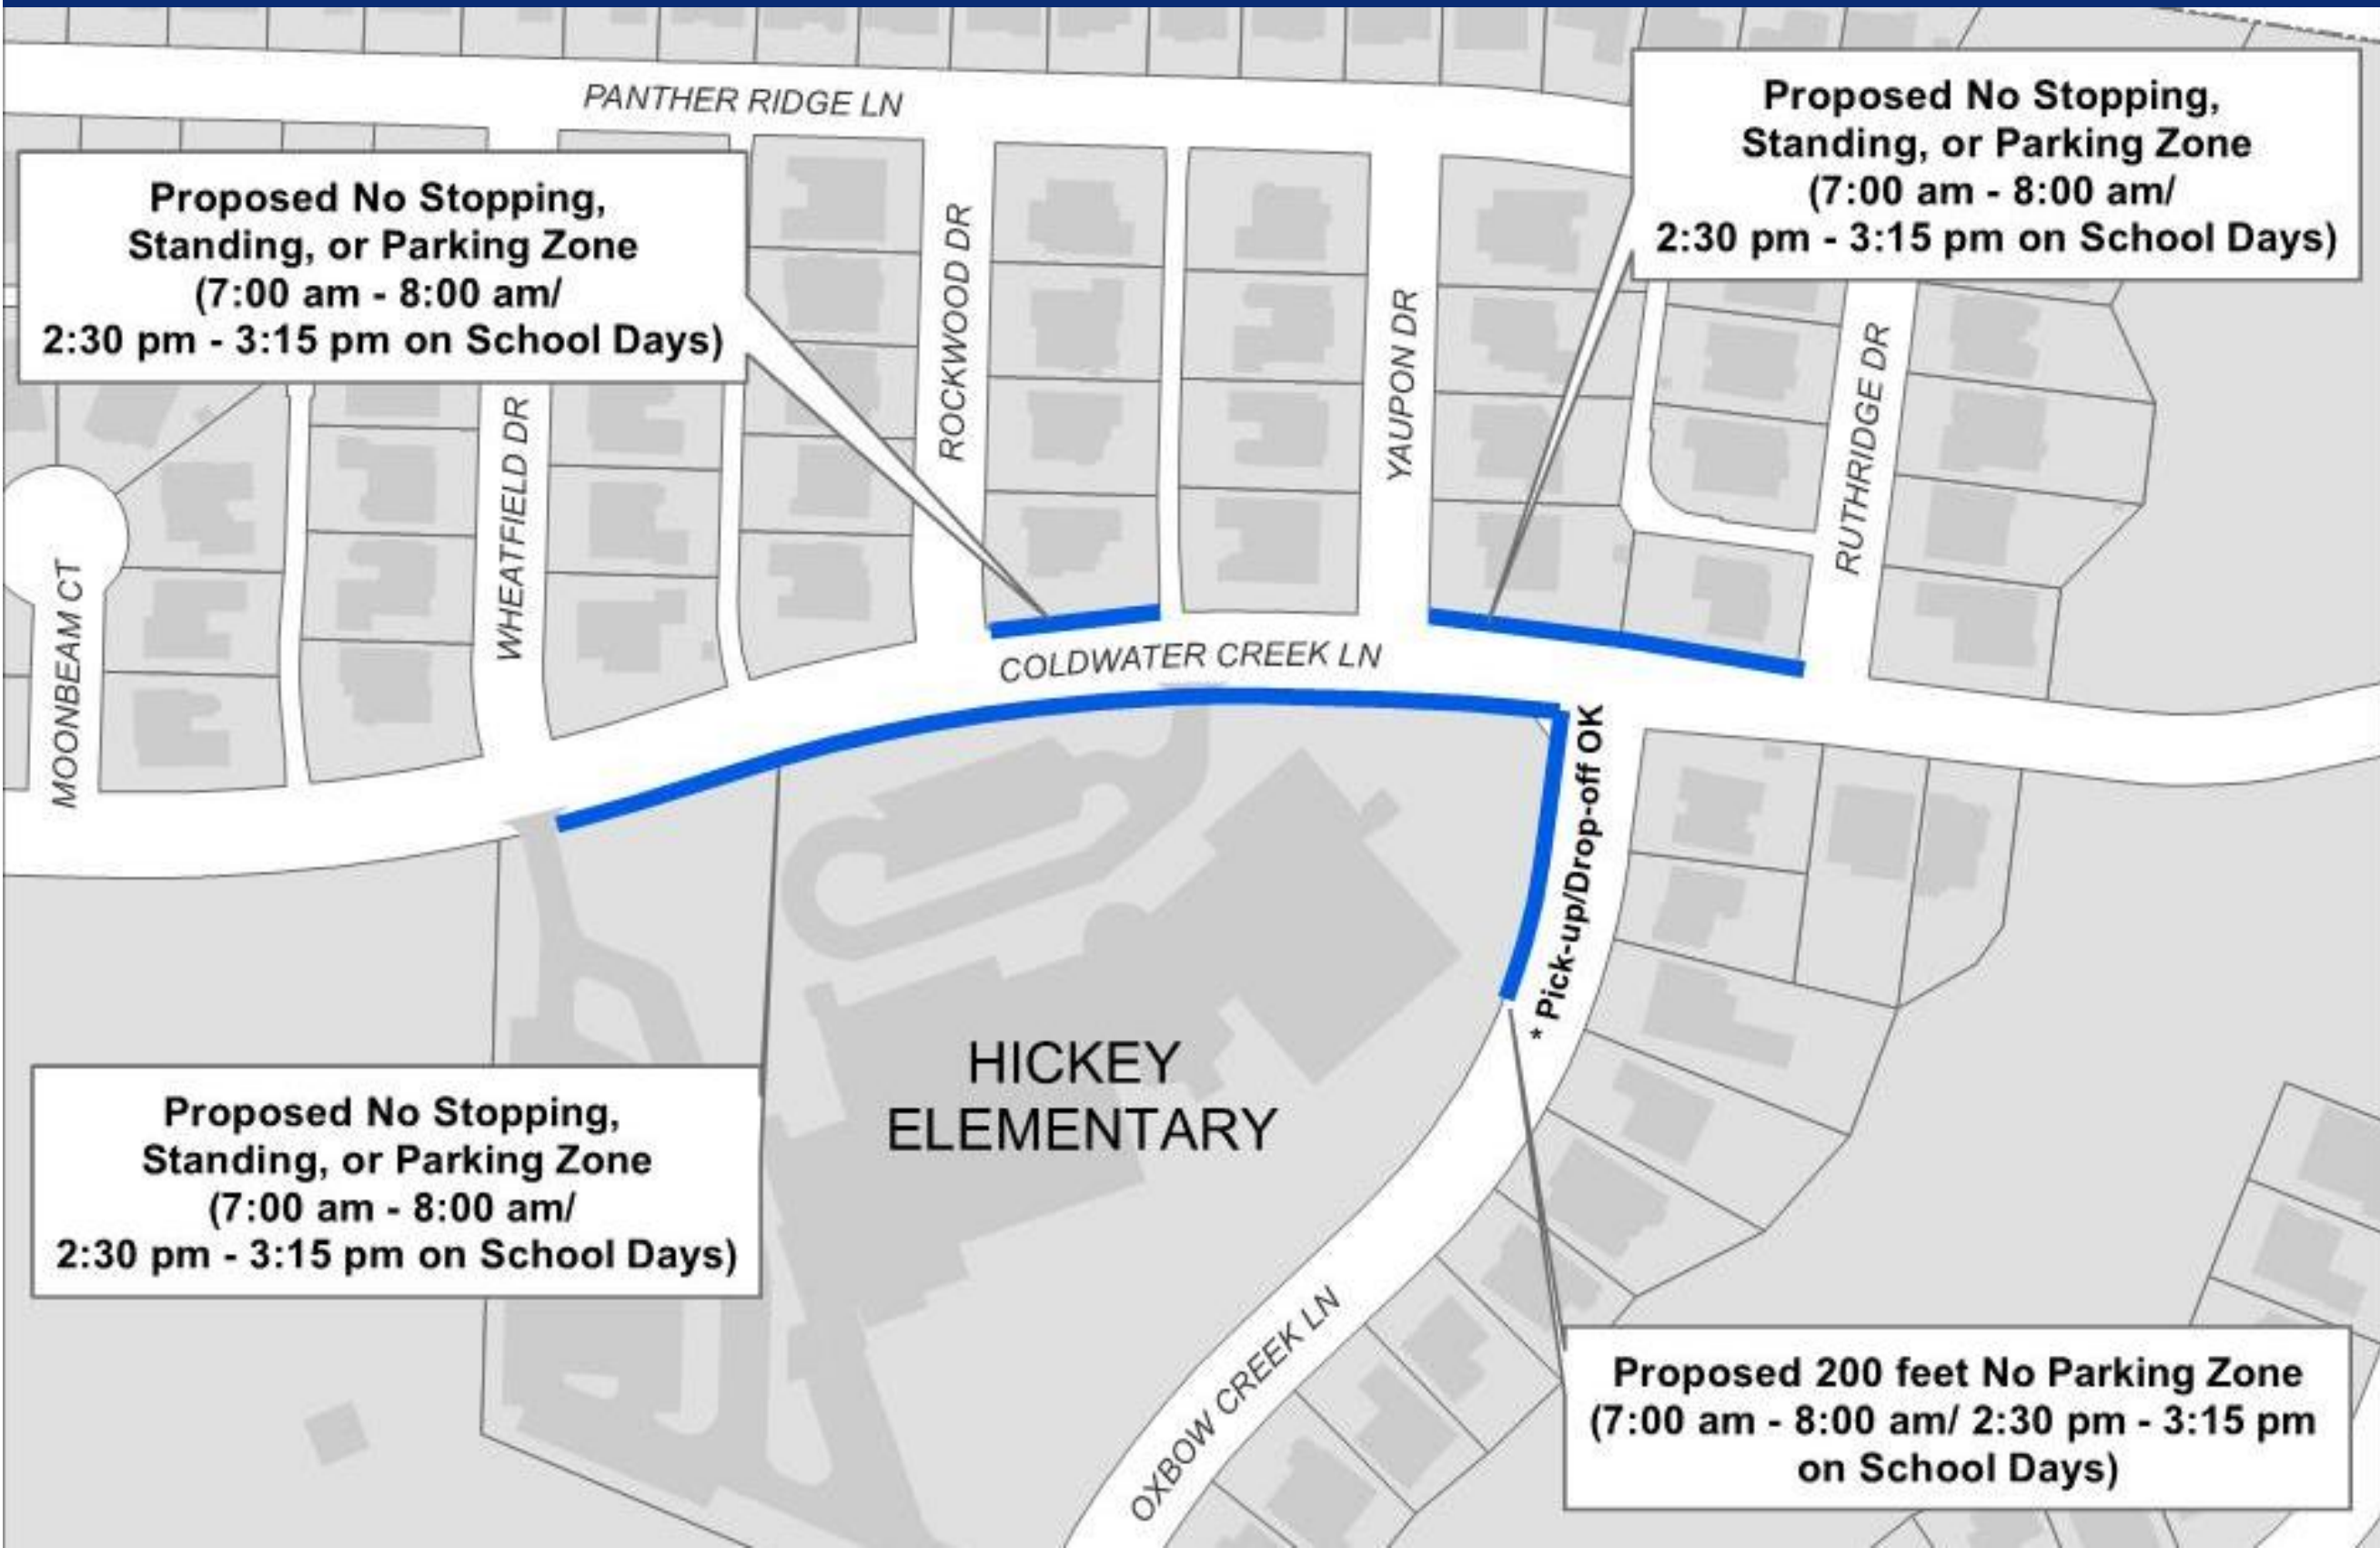 PANTHER RIDGE LN
Proposed No Stopping,
Standing, or Parking Zone
(7:00 am - 8:00 am/
2:30 pm - 3:15 pm on School Days)
Proposed No Stopping,
Standing, or Parking Zone
(7:00 am - 8:00 am/
2:30 pm - 3:15 pm on School Days)
MOONBEAM CT
WHEATFIELD DR
ROCKWOOD DR
YAUPON DR
RUTHRIDGE DR
COLDWATER CREEK LN
* Pick-up/Drop-off OK
HICKEY
ELEMENTARY
Proposed No Stopping,
Standing, or Parking Zone
(7:00 am - 8:00 am/
2:30 pm - 3:15 pm on School Days)
OXBOW CREEK LN
Proposed 200 feet No Parking Zone
(7:00 am - 8:00 am/ 2:30 pm - 3:15 pm
on School Days)